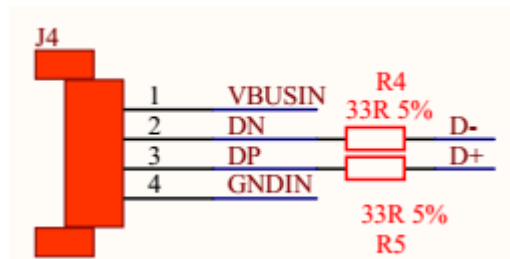 J4
R4
33R 5%
1 VBUSIN
2 DN D-
3 DP D+
4 GNDIN
33R 5%
R5